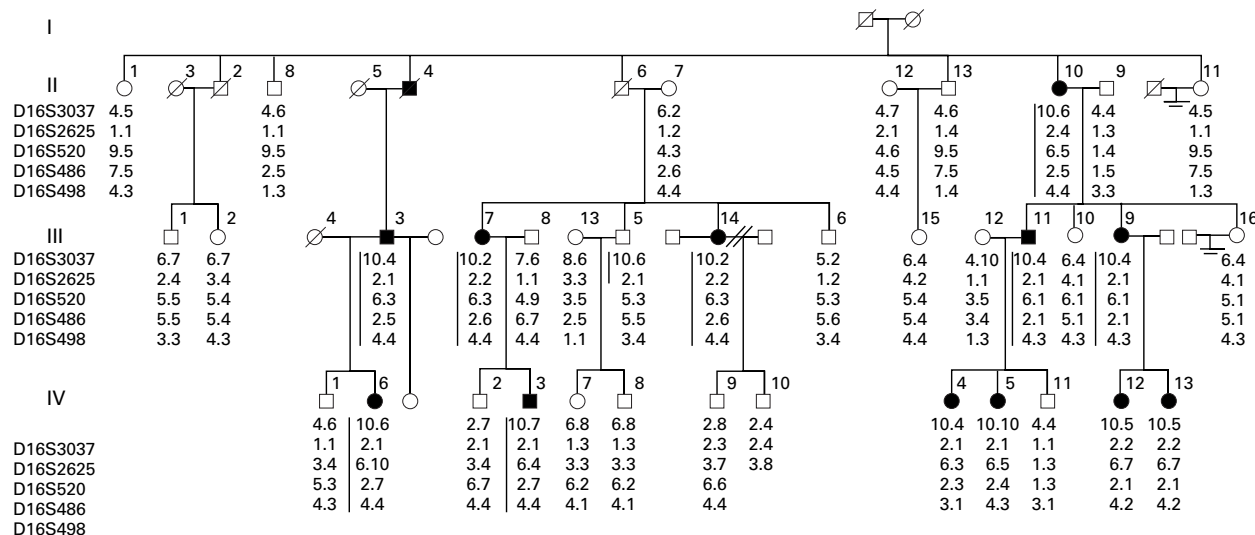 I
1 3 2 8 5 4 6 7 12 13 10 9 11
II
D16S3037 4.5 4.6 6.2 4.7 4.6 10.6 4.4 4.5
D16S2625 1.1 1.1 1.2 2.1 1.4 2.4 1.3 1.1
D16S520 9.5 9.5 4.3 4.6 9.5 6.5 1.4 9.5
D16S486 7.5 2.5 2.6 4.5 7.5 2.5 1.5 7.5
D16S498 4.3 1.3 4.4 4.4 1.4 4.4 3.3 1.3
1 2 4 3 7 8 13 5 14 6 15 12 11 10 9 16
III
D16S3037 6.7 6.7 10.4 10.2 7.6 8.6 10.6 10.2 5.2 6.4 4.10 10.4 6.4 10.4 6.4
D16S2625 2.4 3.4 2.1 2.2 1.1 3.3 2.1 2.2 1.2 4.2 1.1 2.1 4.1 2.1 4.1
D16S520 5.5 5.4 6.3 6.3 4.9 3.5 5.3 6.3 5.3 5.4 3.5 6.1 6.1 6.1 5.1
D16S486 5.5 5.4 2.5 2.6 6.7 2.5 5.5 2.6 5.6 5.4 3.4 2.1 5.1 2.1 5.1
D16S498 3.3 4.3 4.4 4.4 4.4 1.1 3.4 4.4 3.4 4.4 1.3 4.3 4.3 4.3 4.3
1 6 2 3 7 8 9 10 4 5 11 12 13
IV
4.6 10.6 2.7 10.7 6.8 6.8 2.8 2.4 10.4 10.10 4.4 10.5 10.5
D16S3037 1.1 2.1 2.1 2.1 1.3 1.3 2.3 2.4 2.1 2.1 1.1 2.2 2.2
D16S2625 3.4 6.10 3.4 6.4 3.3 3.3 3.7 3.8 6.3 6.5 1.3 6.7 6.7
D16S520 5.3 2.7 6.7 2.7 6.2 6.2 6.6 2.3 2.4 1.3 2.1 2.1
D16S486 4.3 4.4 4.4 4.4 4.1 4.1 4.4 3.1 4.3 3.1 4.2 4.2
D16S498